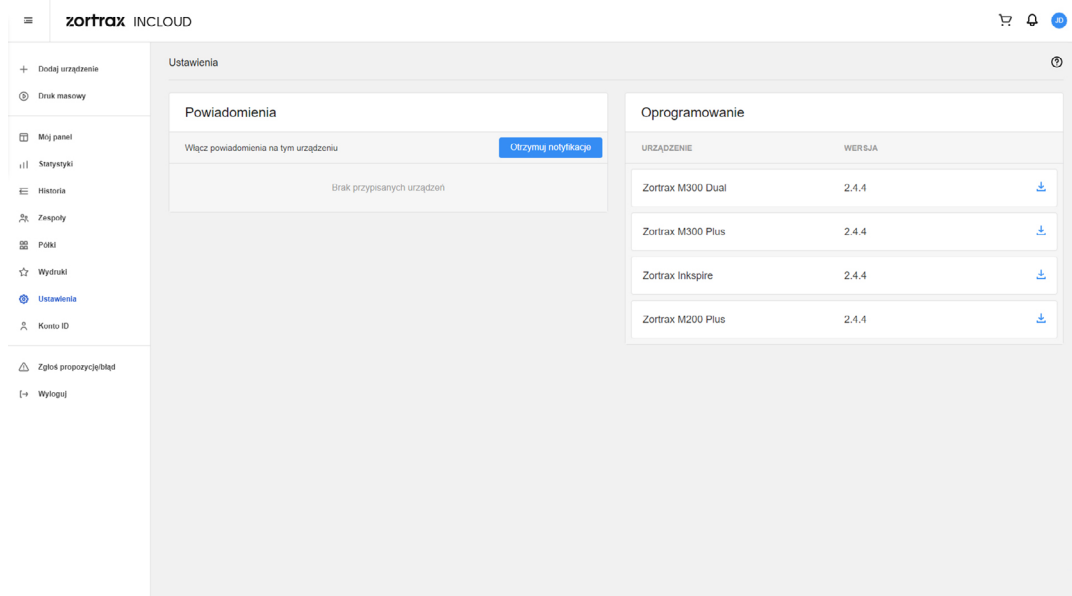 zortrax INCLOUD
JD
Dodaj urządzenie
Druk masowy
Mój panel
Statystyki
Historia
Zespoły
Półki
Wydruki
Ustawienia
Konto ID
Zgłoś propozycję/błąd
Wyloguj
Ustawienia
Powiadomienia
Włącz powiadomienia na tym urządzeniu
Otrzymuj notyfikacje
Brak przypisanych urządzeń
Oprogramowanie
URZĄDZENIE WERSJA
Zortrax M300 Dual 2.4.4
Zortrax M300 Plus 2.4.4
Zortrax Inkspire 2.4.4
Zortrax M200 Plus 2.4.4